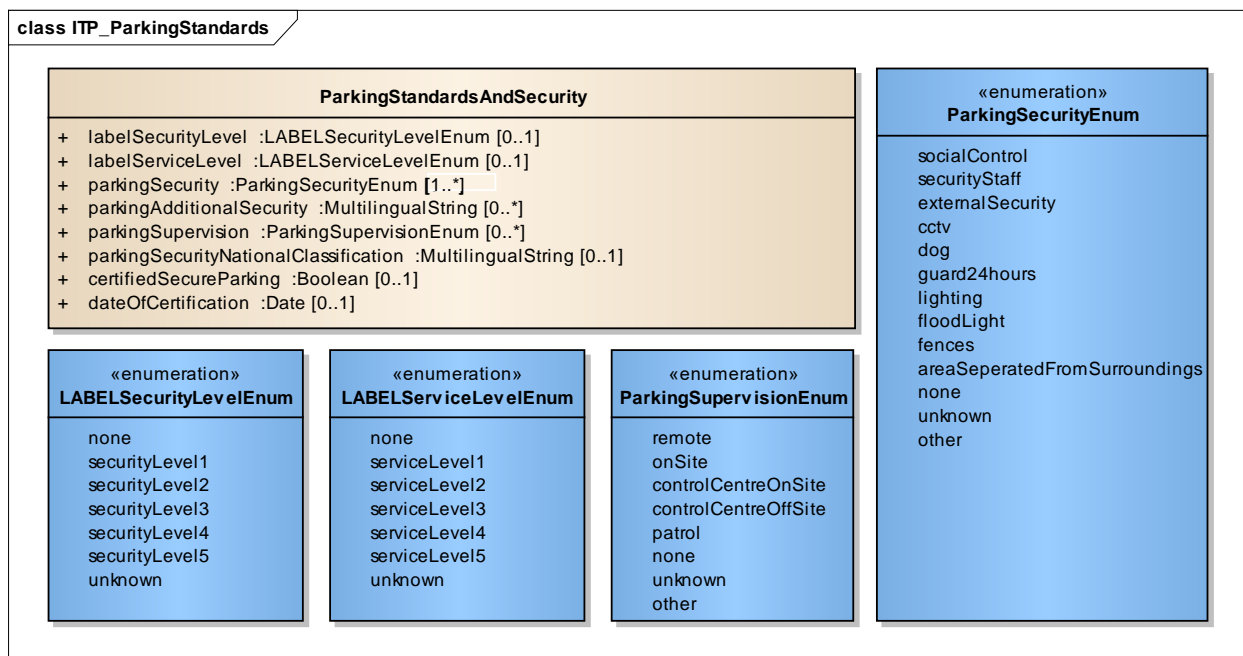 class ITP_ParkingStandards
ParkingStandardsAndSecurity
+ labelSecurityLevel :LABELSecurityLevelEnum [0..1]
+ labelServiceLevel :LABELServiceLevelEnum [0..1]
+ parkingSecurity :ParkingSecurityEnum [1..*]
+ parkingAdditionalSecurity :MultilingualString [0..*]
+ parkingSupervision :ParkingSupervisionEnum [0..*]
+ parkingSecurityNationalClassification :MultilingualString [0..1]
+ certifiedSecureParking :Boolean [0..1]
+ dateOfCertification :Date [0..1]
«enumeration»
ParkingSecurityEnum
socialControl
securityStaff
externalSecurity
cctv
dog
guard24hours
lighting
floodLight
fences
areaSeperatedFromSurroundings
none
unknown
other
«enumeration»
LABELSecurityLevelEnum
none
securityLevel1
securityLevel2
securityLevel3
securityLevel4
securityLevel5
unknown
«enumeration»
LABELServiceLevelEnum
none
serviceLevel1
serviceLevel2
serviceLevel3
serviceLevel4
serviceLevel5
unknown
«enumeration»
ParkingSupervisionEnum
remote
onSite
controlCentreOnSite
controlCentreOffSite
patrol
none
unknown
other